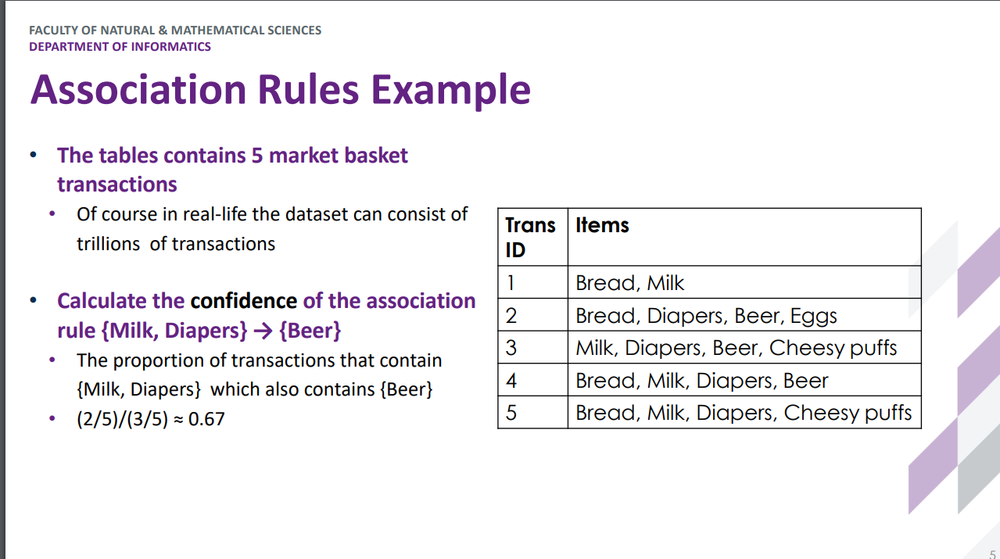 FACULTY OF NATURAL & MATHEMATICAL SCIENCES
DEPARTMENT OF INFORMATICS
Association Rules Example
• The tables contains 5 market basket
transactions
• Of course in real-life the dataset can consist of
trillions of transactions
• Calculate the confidence of the association
rule {Milk, Diapers} → {Beer}
• The proportion of transactions that contain
{Milk, Diapers} which also contains {Beer}
• (2/5)/(3/5) ≈ 0.67
Trans ID Items
1 Bread, Milk
2 Bread, Diapers, Beer, Eggs
3 Milk, Diapers, Beer, Cheesy puffs
4 Bread, Milk, Diapers, Beer
5 Bread, Milk, Diapers, Cheesy puffs
5